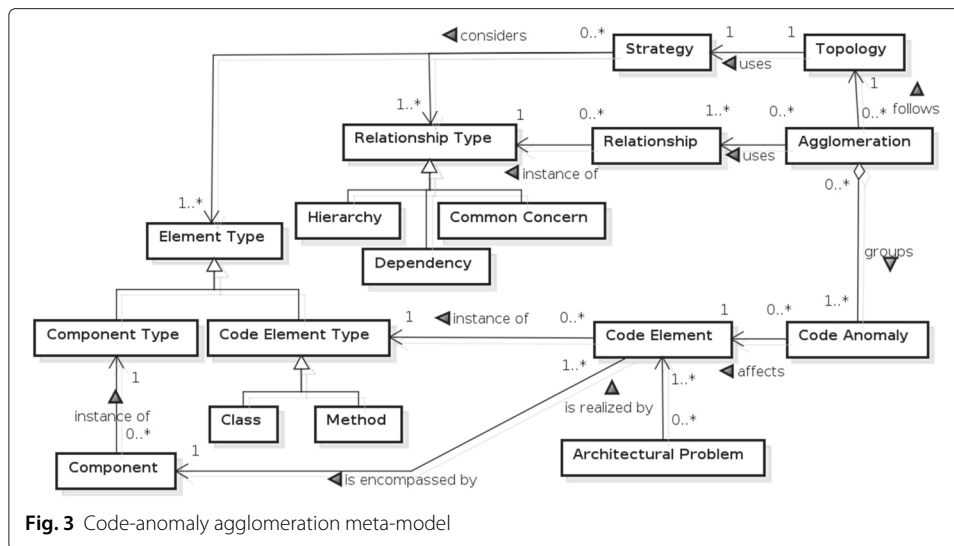 considers
0..*
Strategy
1
1
Topology
uses
1
follows
1..*
Relationship Type
1
0..*
Relationship
1..*
0..*
0..*
Agglomeration
uses
instance of
0..*
Hierarchy
Common Concern
1..*
Element Type
Dependency
groups
Component Type
Code Element Type
1
instance of
0..*
Code Element
1
0..*
1..*
Code Anomaly
affects
1
1..*
1..*
instance of
is realized by
Class
Method
0..*
0..*
1
Component
is encompassed by
Architectural Problem
Fig. 3 Code-anomaly agglomeration meta-model